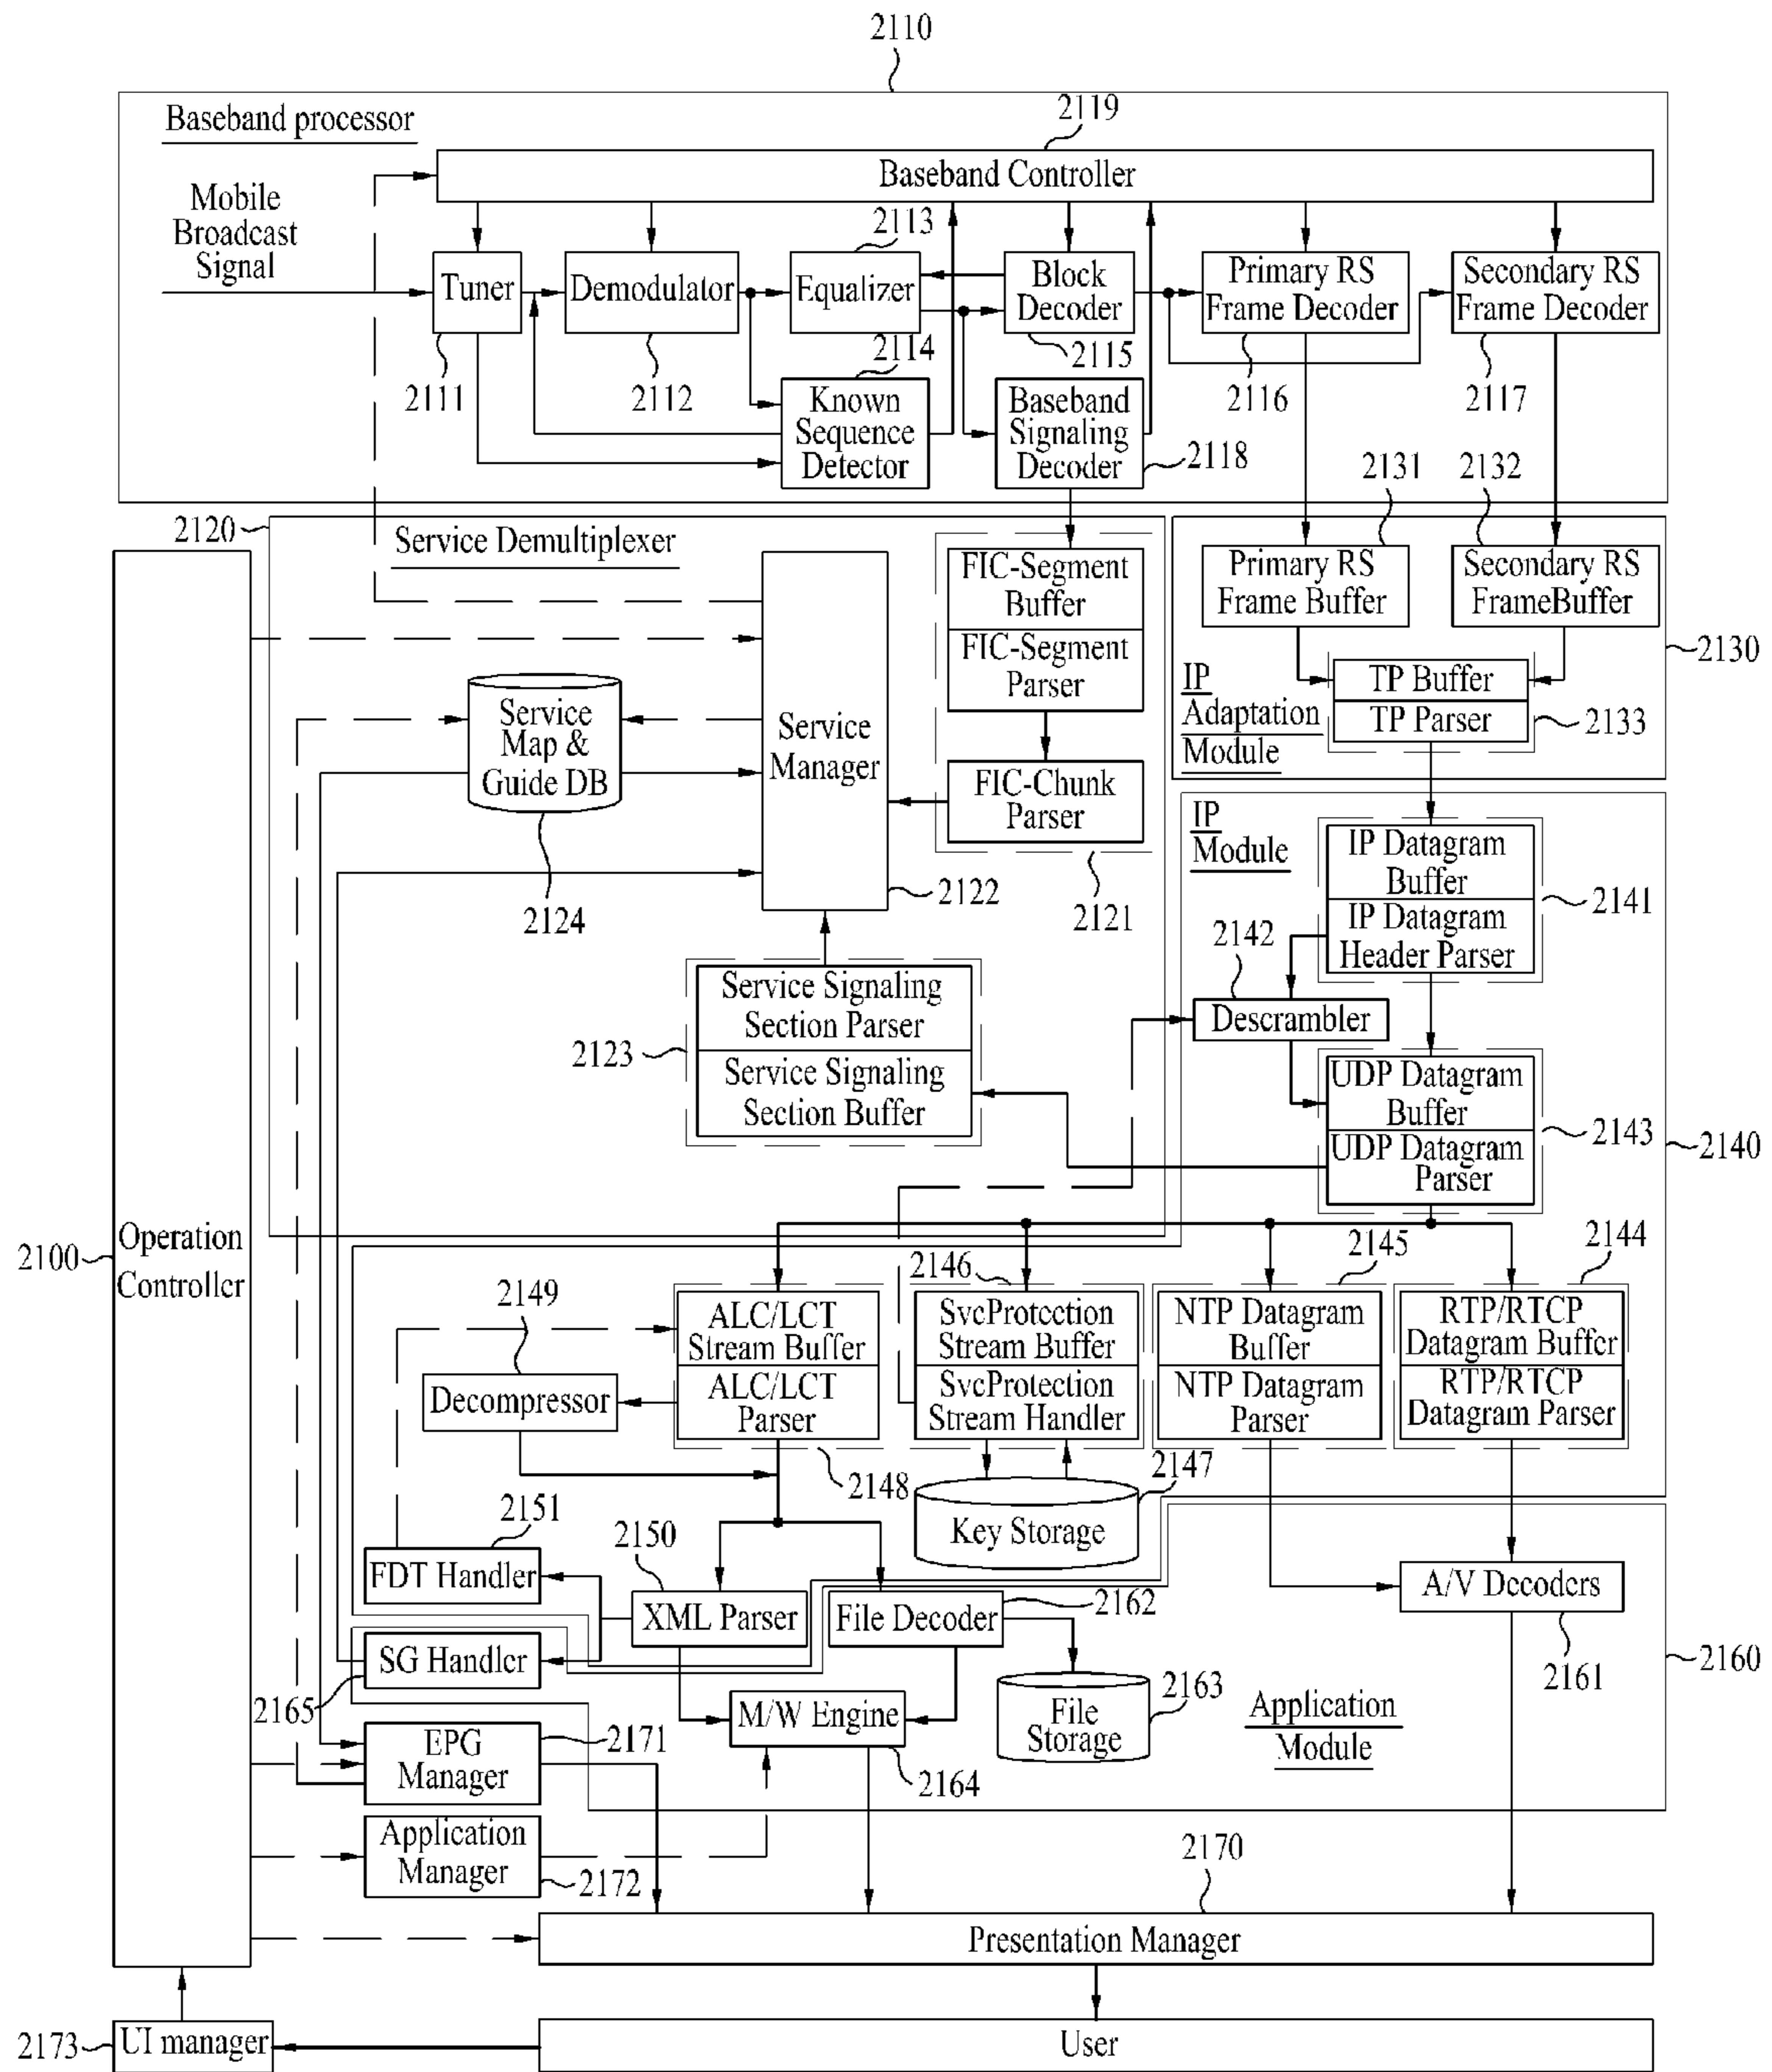 2110
Baseband processor
2119
Baseband Controller
Mobile
Broadcast
Signal
2113
Tuner
Demodulator
Equalizer
Block
Decoder
Primary RS
Frame Decoder
Secondary RS
Frame Decoder
2111
2112
2114
2115
2116
2117
Known
Sequence
Detector
Baseband
Signaling
Decoder
2118
2131
2132
2120
Service Demultiplexer
FIC-Segment
Buffer
FIC-Segment
Parser
Primary RS
Frame Buffer
Secondary RS
FrameBuffer
2130
IP
Adaptation
Module
TP Buffer
TP Parser
2133
Service
Map &
Guide DB
Service
Manager
FIC-Chunk
Parser
IP
Module
2124
2122
2121
IP Datagram
Buffer
IP Datagram
Header Parser
2141
2142
Descrambler
2123
Service Signaling
Section Parser
Service Signaling
Section Buffer
UDP Datagram
Buffer
UDP Datagram
Parser
2143
2140
2100
Operation
Controller
2149
2146
2145
2144
ALC/LCT
Stream Buffer
ALC/LCT
Parser
SvcProtection
Stream Buffer
SvcProtection
Stream Handler
NTP Datagram
Buffer
NTP Datagram
Parser
RTP/RTCP
Datagram Buffer
RTP/RTCP
Datagram Parser
Decompressor
2148
2147
Key Storage
2151
2150
FDT Handler
XML Parser
File Decoder
2162
A/V Decoders
2161
2160
SG Handler
2165
M/W Engine
File
Storage
2163
Application
Module
EPG
Manager
2171
2164
Application
Manager
2172
2170
Presentation Manager
2173
UI manager
User